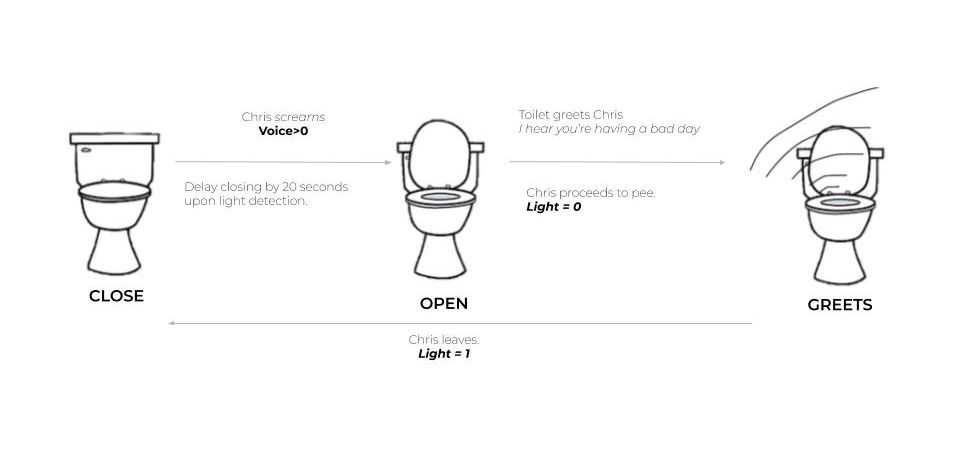 Chris screams
Voice>0
Delay closing by 20 seconds
upon light detection.
Toilet greets Chris
I hear you're having a bad day
Chris proceeds to pee.
Light = 0
CLOSE
OPEN
GREETS
Chris leaves.
Light = 1